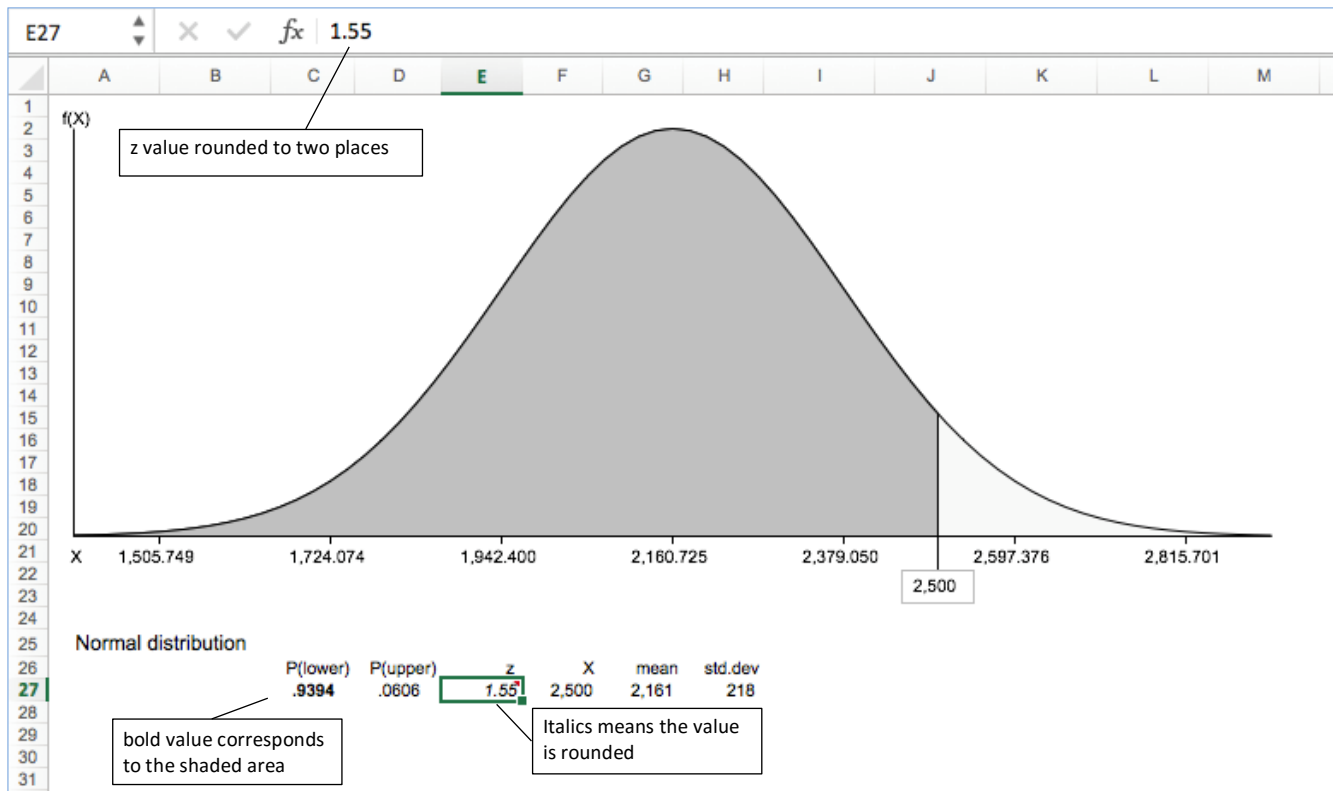 E27 fx 1.55
A B C D E F G H I J K L M
1
f(X)
2
z value rounded to two places
3
4
5
6
7
8
9
10
11
12
13
14
15
16
17
18
19
20
21
X 1,505.749 1,724.074 1,942.400 2,160.725 2,379.050 2,597.376 2,815.701
22
2,500
23
24
25 Normal distribution
26 P(lower) P(upper) z X mean std.dev
27 .9394 .0606 1.55 2,500 2,161 218
28
bold value corresponds
to the shaded area
Italics means the value
is rounded
29
30
31